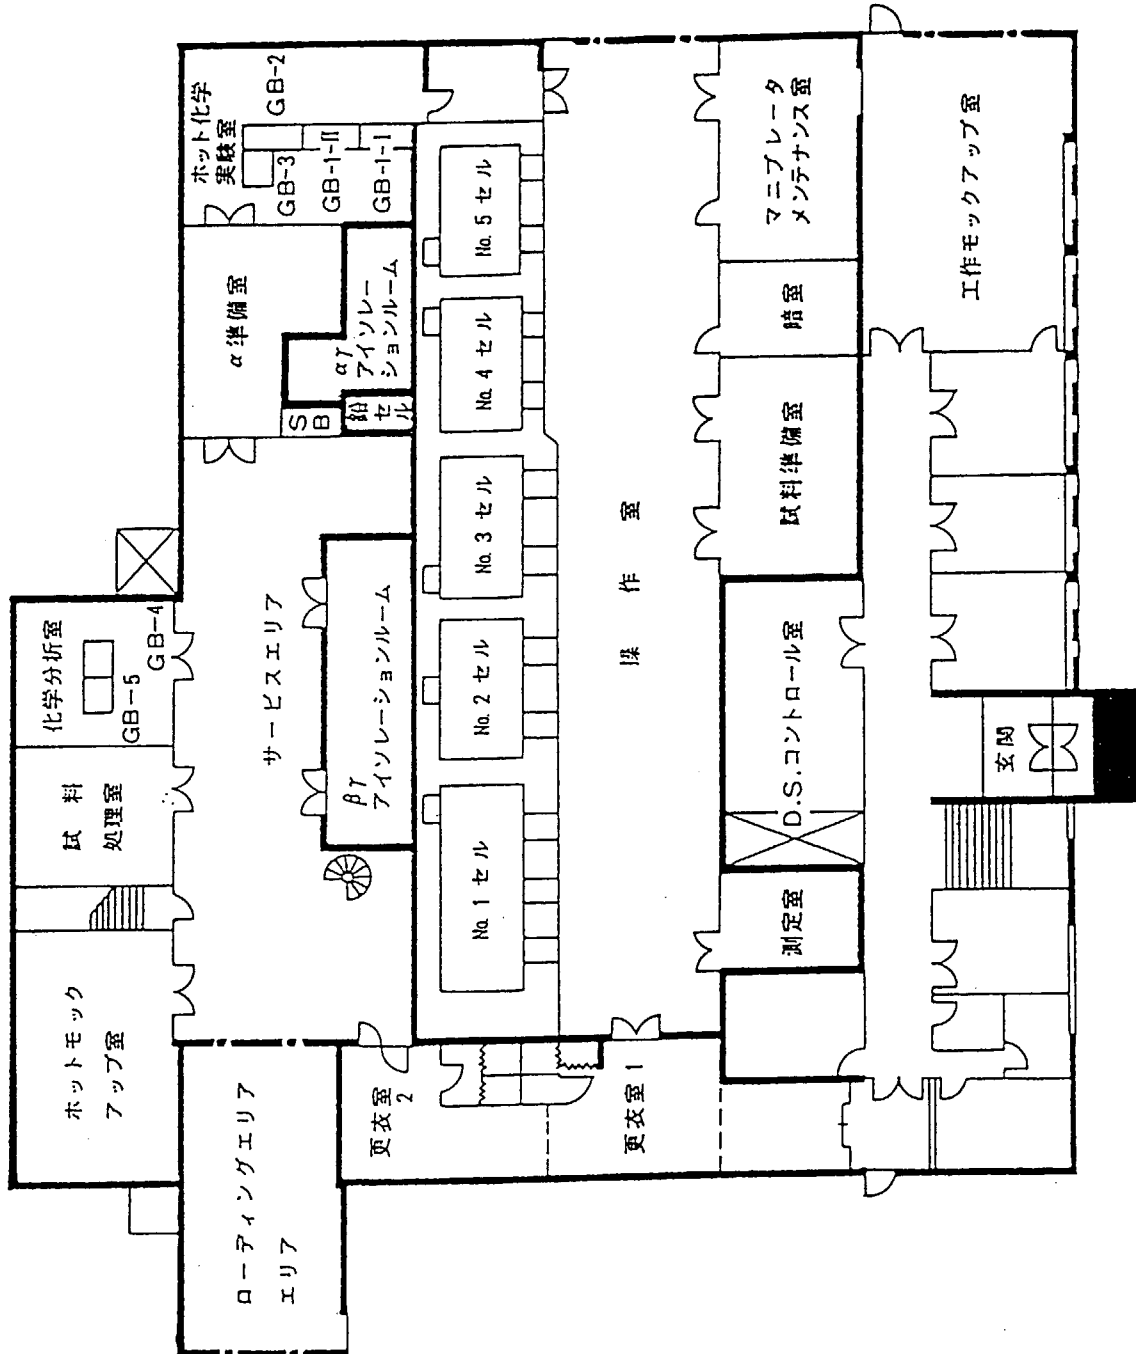 ホットモック
アップ室
試料
処理室
化学分析室
GB-5
GB-4
ローディングエリア
エリア
サービスエリア
βγ
アイソレーションルーム
α準備室
SB
鉛セル
αγ
アイソレー
ションルーム
ホット化学
実験室
GB-2
GB-3
GB-1-Ⅱ
GB-1-Ⅰ
更衣室
2
No.1セル
No.2セル
No.3セル
No.4セル
No.5セル
更衣室1
操作室
測定室
D.S.コントロール室
試料準備室
暗室
マニプレータ
メンテナンス室
玄関
工作モックアップ室